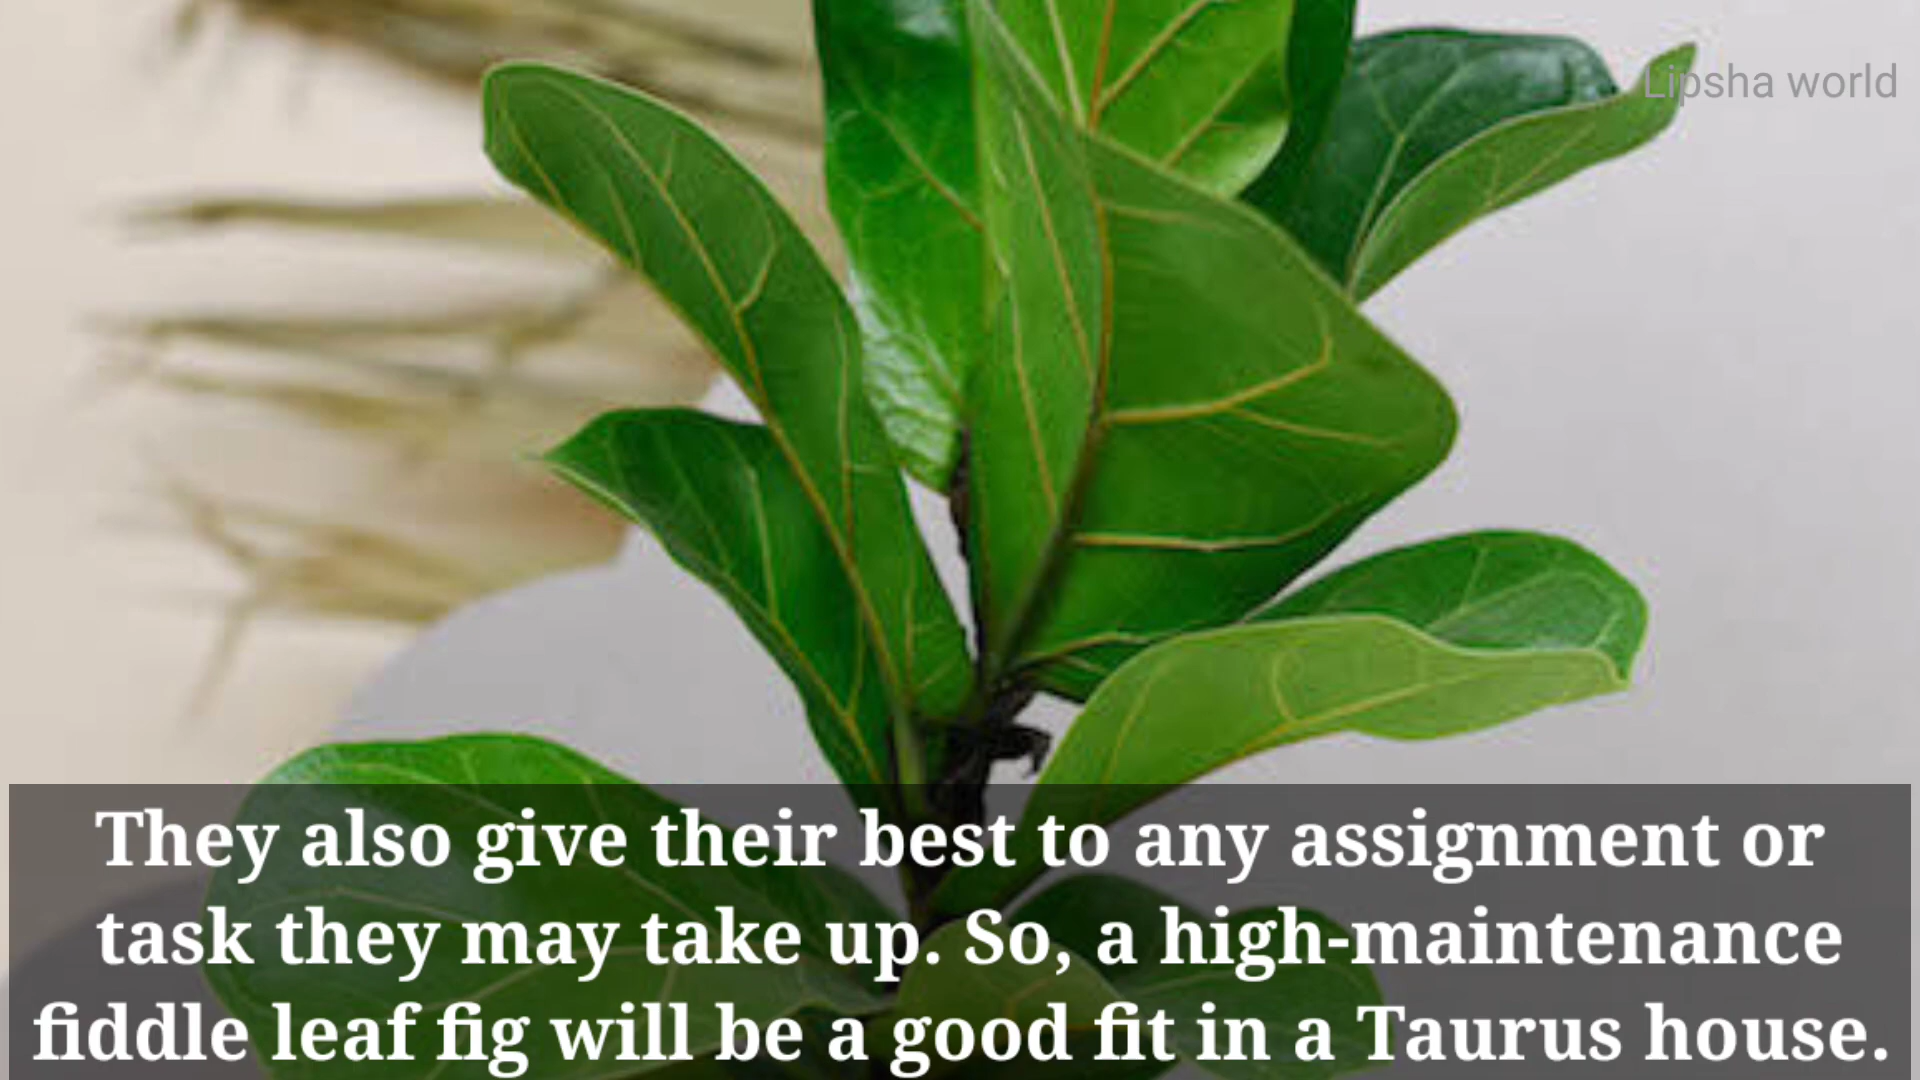 Lipsha world
They also give their best to any assignment or
task they may take up. So, a high-maintenance
fiddle leaf fig will be a good fit in a Taurus house.